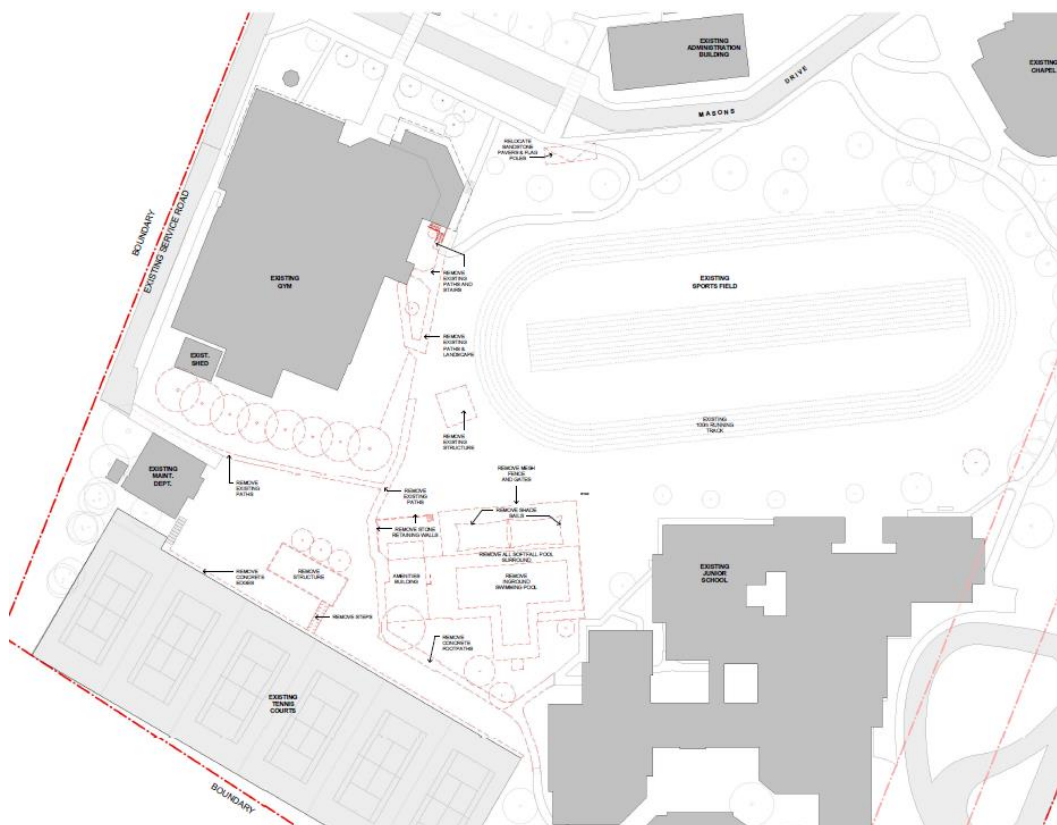 EXISTING
ADMINISTRATION
BUILDING
EXISTING
CHAPEL
MASONS
DRIVE
RELOCATE
SANDSTONE
PAVERS & FLAG
POLES
BOUNDARY
EXISTING SERVICE ROAD
EXISTING
GYM
REMOVE
EXISTING
PATHS AND
STAIRS
EXISTING
SPORTS FIELD
REMOVE
EXISTING
PATHS &
LANDSCAPE
EXIST.
SHED
REMOVE
EXISTING
STRUCTURE
EXISTING
100m RUNNING
TRACK
EXISTING
MAINT.
DEPT.
REMOVE
EXISTING
PATHS
REMOVE
EXISTING
PATHS
REMOVE MESH
FENCE
AND GATES
REMOVE SHADE
SAILS
REMOVE STONE
RETAINING WALLS
REMOVE ALL SOFTFALL POOL
SURROUND
REMOVE
CONCRETE
EDGES
REMOVE
STRUCTURE
AMENITIES
BUILDING
REMOVE
INGROUND
SWIMMING POOL
EXISTING
JUNIOR
SCHOOL
REMOVE STEPS
REMOVE
CONCRETE
FOOTPATHS
EXISTING
TENNIS
COURTS
BOUNDARY